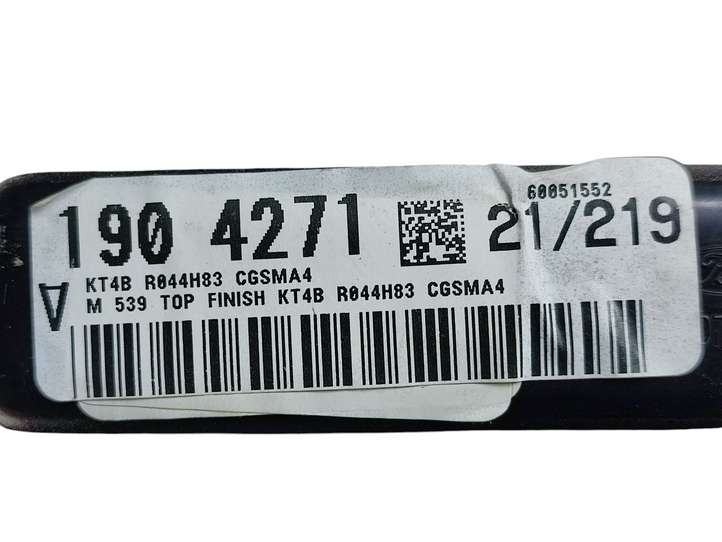 60051552
190 4271 21/219
KT4B R044H83 CGSMA4
A
M 539 TOP FINISH KT4B R044H83 CGSMA4